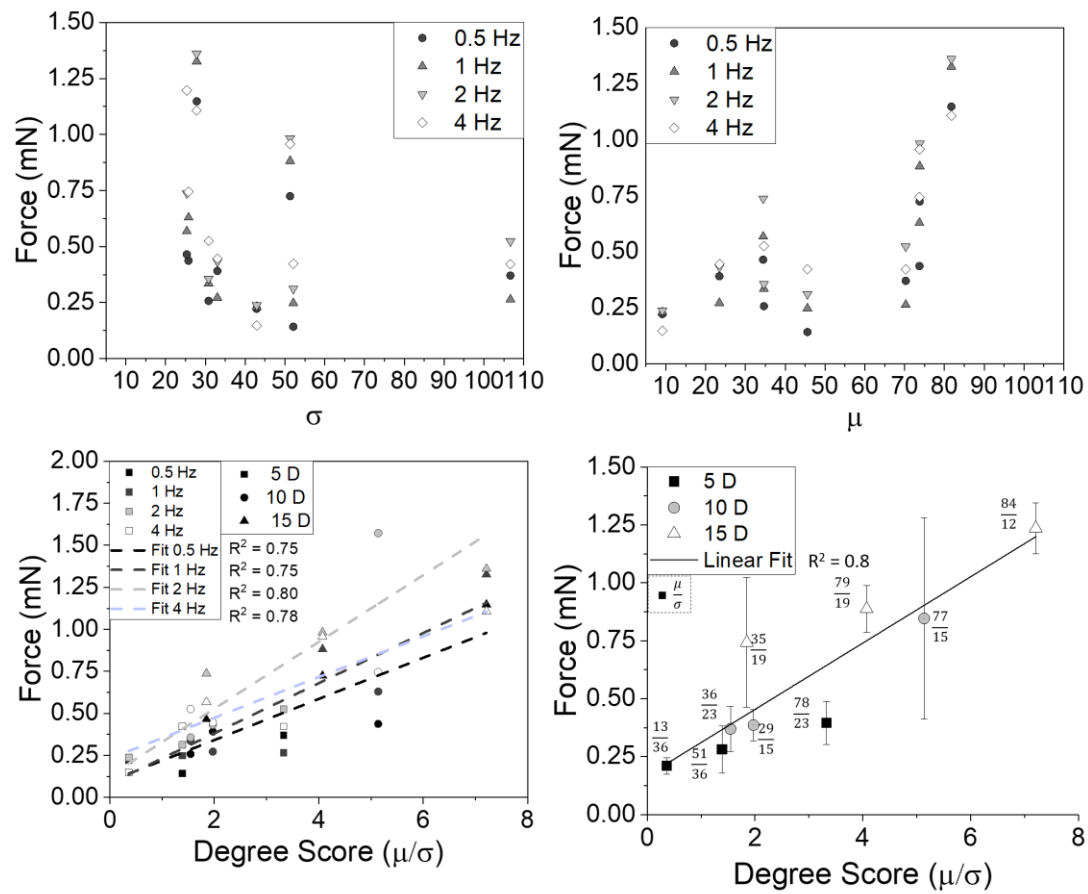 1.50
1.25
1.00
0.75
0.50
0.25
0.00
Force (mN)
0.5 Hz
1 Hz
2 Hz
4 Hz
10 20 30 40 50 60 70 80 90 100 110
σ
1.50
1.25
1.00
0.75
0.50
0.25
0.00
Force (mN)
0.5 Hz
1 Hz
2 Hz
4 Hz
10 20 30 40 50 60 70 80 90 100 110
μ
2.00
1.75
1.50
1.25
1.00
0.75
0.50
0.25
0.00
Force (mN)
0.5 Hz
1 Hz
2 Hz
4 Hz
Fit 0.5 Hz
Fit 1 Hz
Fit 2 Hz
Fit 4 Hz
5 D
10 D
15 D
R² = 0.75
R² = 0.75
R² = 0.80
R² = 0.78
0 2 4 6 8
Degree Score (μ/σ)
1.50
1.25
1.00
0.75
0.50
0.25
0.00
Force (mN)
5 D
10 D
15 D
Linear Fit
R² = 0.8
μ
σ
13
36
51
36
36
23
35
19
29
15
78
23
79
19
77
15
84
12
0 2 4 6 8
Degree Score (μ/σ)